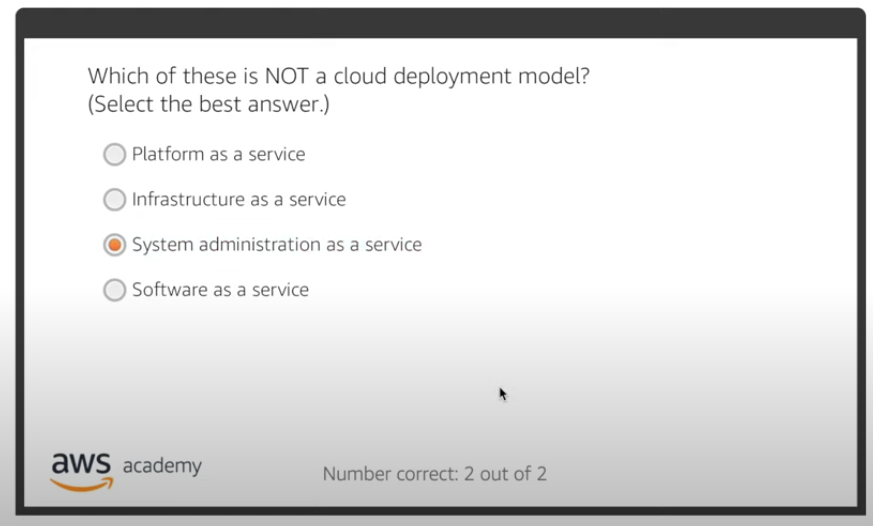 Which of these is NOT a cloud deployment model?
(Select the best answer.)
Platform as a service
Infrastructure as a service
System administration as a service
Software as a service
aws academy
Number correct: 2 out of 2